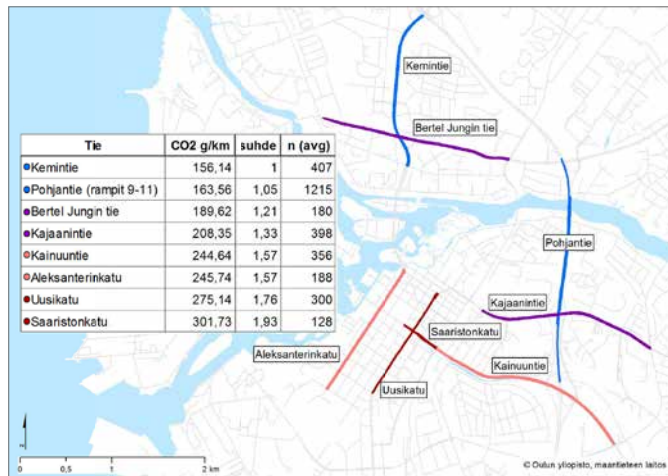 Kemintie
Bertel Jungin tie
Tie CO2 g/km suhde n (avg)
Kemintie 156,14 1 407
Pohjantie (rampit 9-11) 163,56 1,05 1215
Bertel Jungin tie 189,62 1,21 180
Kajaanintie 208,35 1,33 398
Kainuuntie 244,64 1,57 356
Aleksanterinkatu 245,74 1,57 188
Uusikatu 275,14 1,76 300
Saaristonkatu 301,73 1,93 128
Pohjantie
Kajaanintie
Saaristonkatu
Aleksanterinkatu
Kainuuntie
Uusikatu
0 0,5 1 2 km
© Oulun yliopisto, maantieteen laitos